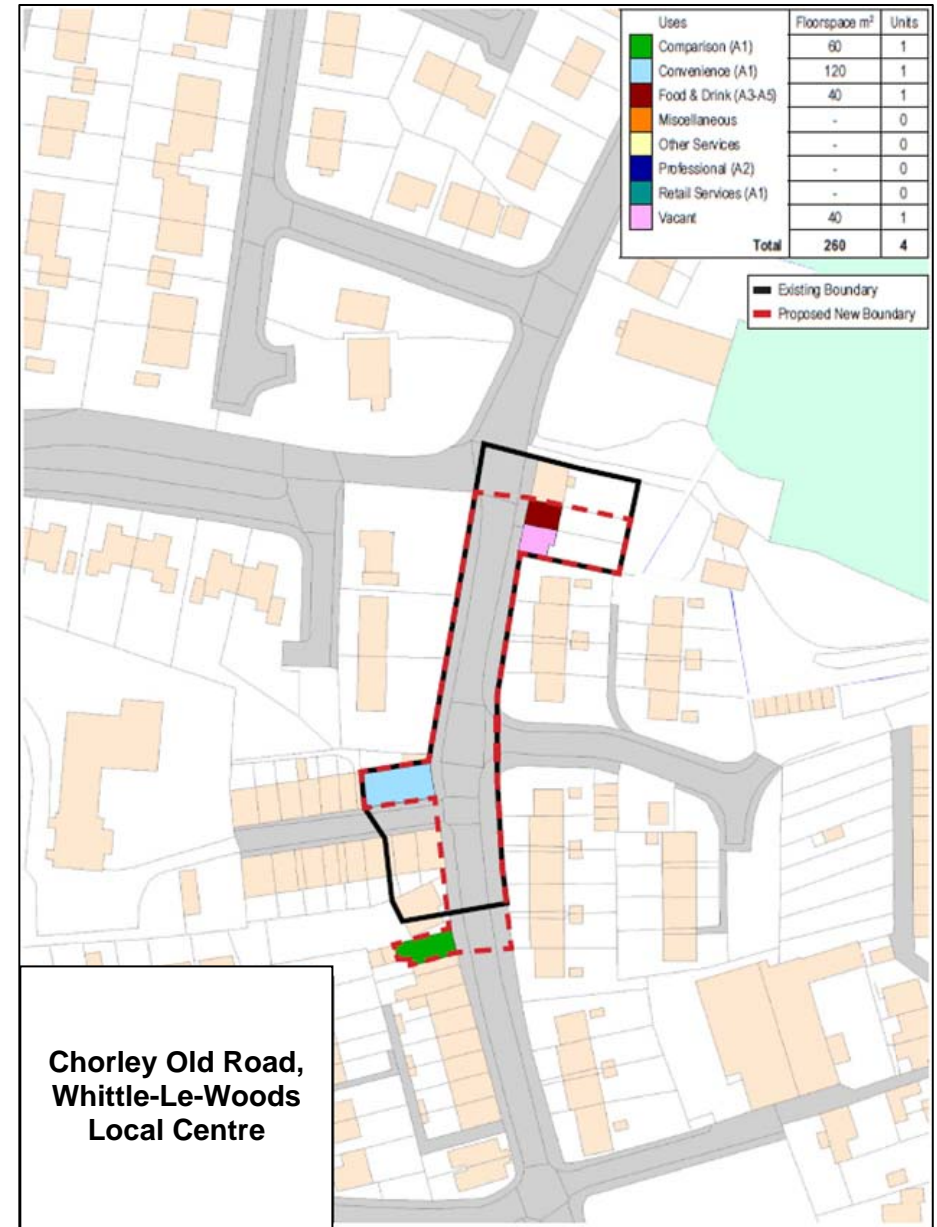 Uses Floorspace m² Units
Comparison (A1) 60 1
Convenience (A1) 120 1
Food & Drink (A3-A5) 40 1
Miscellaneous - 0
Other Services - 0
Professional (A2) - 0
Retail Services (A1) - 0
Vacant 40 1
Total 260 4
Existing Boundary
Proposed New Boundary
Chorley Old Road,
Whittle-Le-Woods
Local Centre